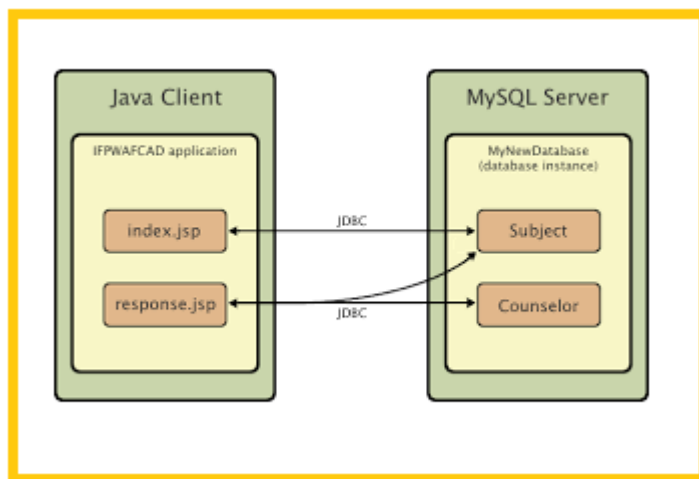 Java Client
IFPWAFCAD application
index.jsp
response.jsp
JDBC
JDBC
MySQL Server
MyNewDatabase
(database instance)
Subject
Counselor